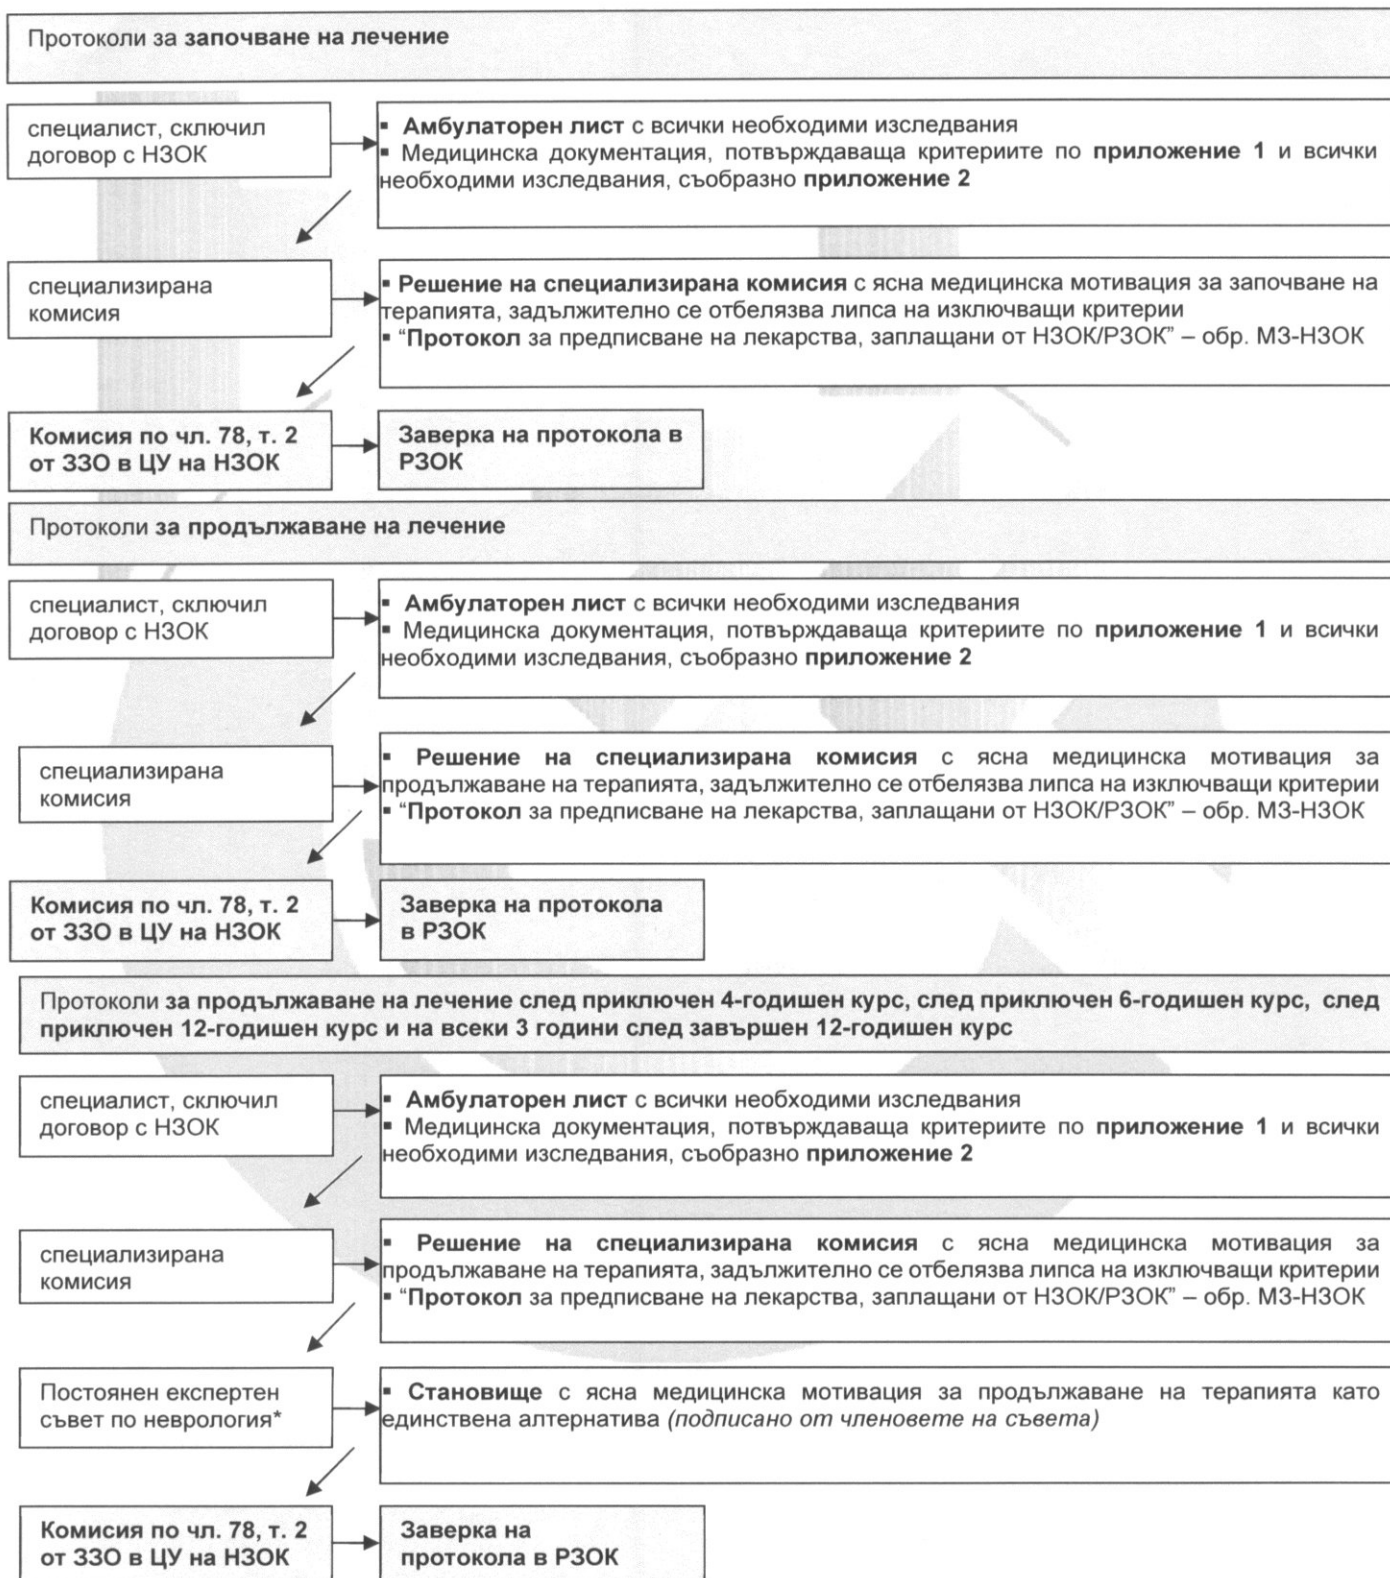 Протоколи за започване на лечение
специалист, сключил
договор с НЗОК
▪ Амбулаторен лист с всички необходими изследвания
▪ Медицинска документация, потвърждаваща критериите по приложение 1 и всички
необходими изследвания, съобразно приложение 2
специализирана
комисия
▪ Решение на специализирана комисия с ясна медицинска мотивация за започване на
терапията, задължително се отбелязва липса на изключващи критерии
▪ “Протокол за предписване на лекарства, заплащани от НЗОК/РЗОК” – обр. МЗ-НЗОК
Комисия по чл. 78, т. 2
от ЗЗО в ЦУ на НЗОК
Заверка на протокола в
РЗОК
Протоколи за продължаване на лечение
специалист, сключил
договор с НЗОК
▪ Амбулаторен лист с всички необходими изследвания
▪ Медицинска документация, потвърждаваща критериите по приложение 1 и всички
необходими изследвания, съобразно приложение 2
специализирана
комисия
▪ Решение на специализирана комисия с ясна медицинска мотивация за
продължаване на терапията, задължително се отбелязва липса на изключващи критерии
▪ “Протокол за предписване на лекарства, заплащани от НЗОК/РЗОК” – обр. МЗ-НЗОК
Комисия по чл. 78, т. 2
от ЗЗО в ЦУ на НЗОК
Заверка на протокола
в РЗОК
Протоколи за продължаване на лечение след приключен 4-годишен курс, след приключен 6-годишен курс, след
приключен 12-годишен курс и на всеки 3 години след завършен 12-годишен курс
специалист, сключил
договор с НЗОК
▪ Амбулаторен лист с всички необходими изследвания
▪ Медицинска документация, потвърждаваща критериите по приложение 1 и всички
необходими изследвания, съобразно приложение 2
специализирана
комисия
▪ Решение на специализирана комисия с ясна медицинска мотивация за
продължаване на терапията, задължително се отбелязва липса на изключващи критерии
▪ “Протокол за предписване на лекарства, заплащани от НЗОК/РЗОК” – обр. МЗ-НЗОК
Постоянен експертен
съвет по неврология*
▪ Становище с ясна медицинска мотивация за продължаване на терапията като
единствена алтернатива (подписано от членовете на съвета)
Комисия по чл. 78, т. 2
от ЗЗО в ЦУ на НЗОК
Заверка на
протокола в РЗОК